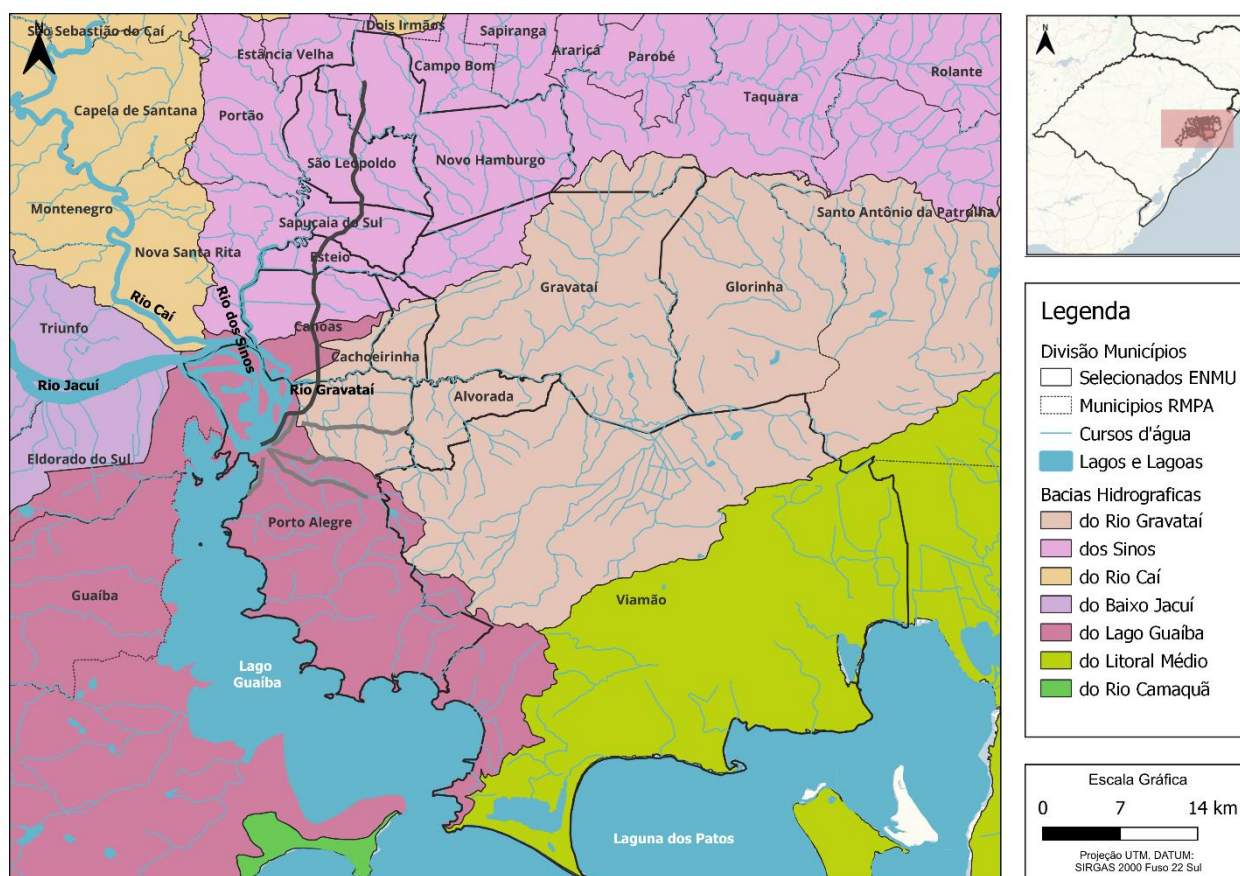 N
São Sebastião do Caí
Dois Irmãos
Sapiranga
Estância Velha
Araricá
Parobé
Campo Bom
Rolante
Capela de Santana
Portão
Taquara
São Leopoldo
Novo Hamburgo
Montenegro
Sapucaia do Sul
Santo Antônio da Patrulha
Nova Santa Rita
Esteio
Gravataí
Glorinha
Rio Caí
Rio dos Sinos
Triunfo
Canoas
Cachoeirinha
Rio Jacuí
Rio Gravataí
Alvorada
Eldorado do Sul
Porto Alegre
Guaíba
Viamão
Lago
Guaíba
Laguna dos Patos
N
Legenda
Divisão Municípios
Selecionados ENMU
Municipios RMPA
Cursos d'água
Lagos e Lagoas
Bacias Hidrograficas
do Rio Gravataí
dos Sinos
do Rio Caí
do Baixo Jacuí
do Lago Guaíba
do Litoral Médio
do Rio Camaquã
Escala Gráfica
0 7 14 km
Projeção UTM, DATUM:
SIRGAS 2000 Fuso 22 Sul